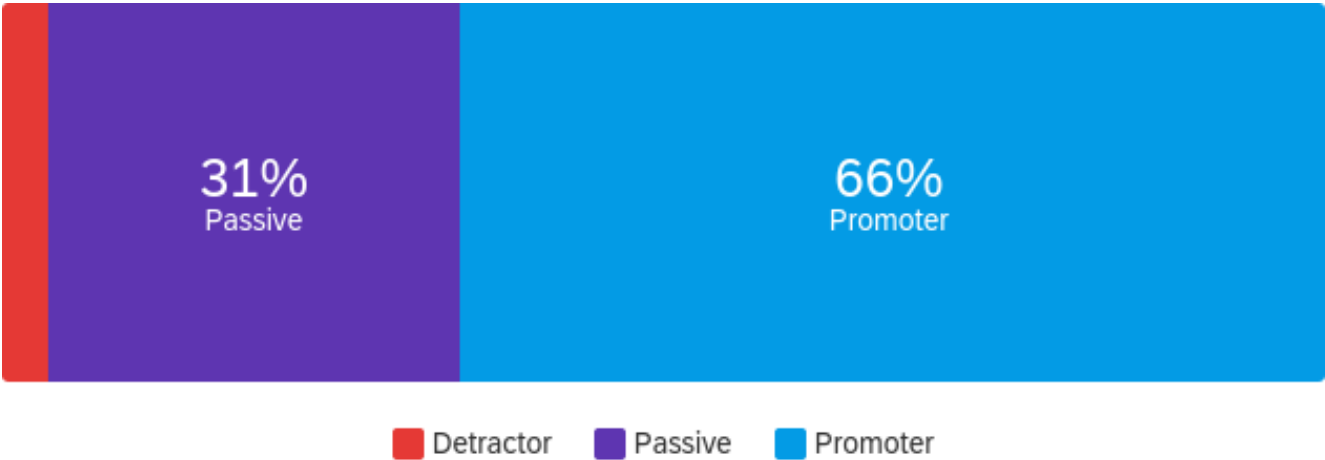 31%
Passive
66%
Promoter
Detractor Passive Promoter